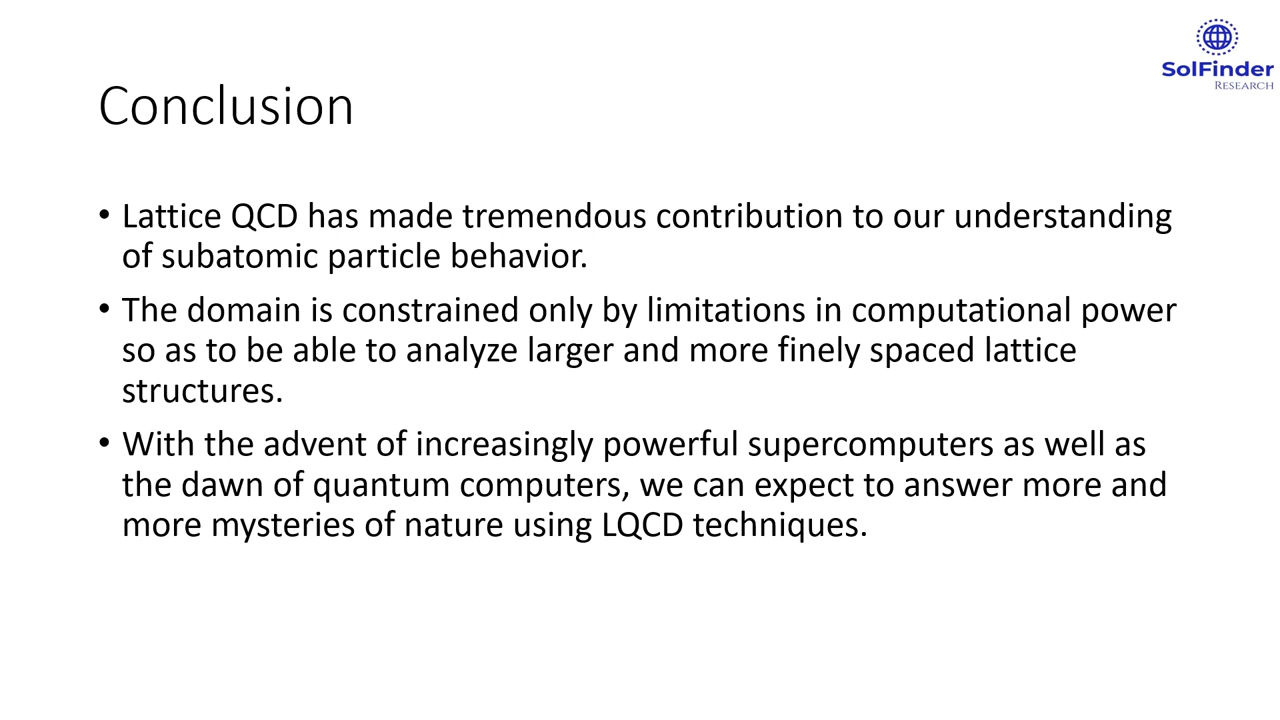 SolFinder
RESEARCH
Conclusion
• Lattice QCD has made tremendous contribution to our understanding
of subatomic particle behavior.
• The domain is constrained only by limitations in computational power
so as to be able to analyze larger and more finely spaced lattice
structures.
• With the advent of increasingly powerful supercomputers as well as
the dawn of quantum computers, we can expect to answer more and
more mysteries of nature using LQCD techniques.